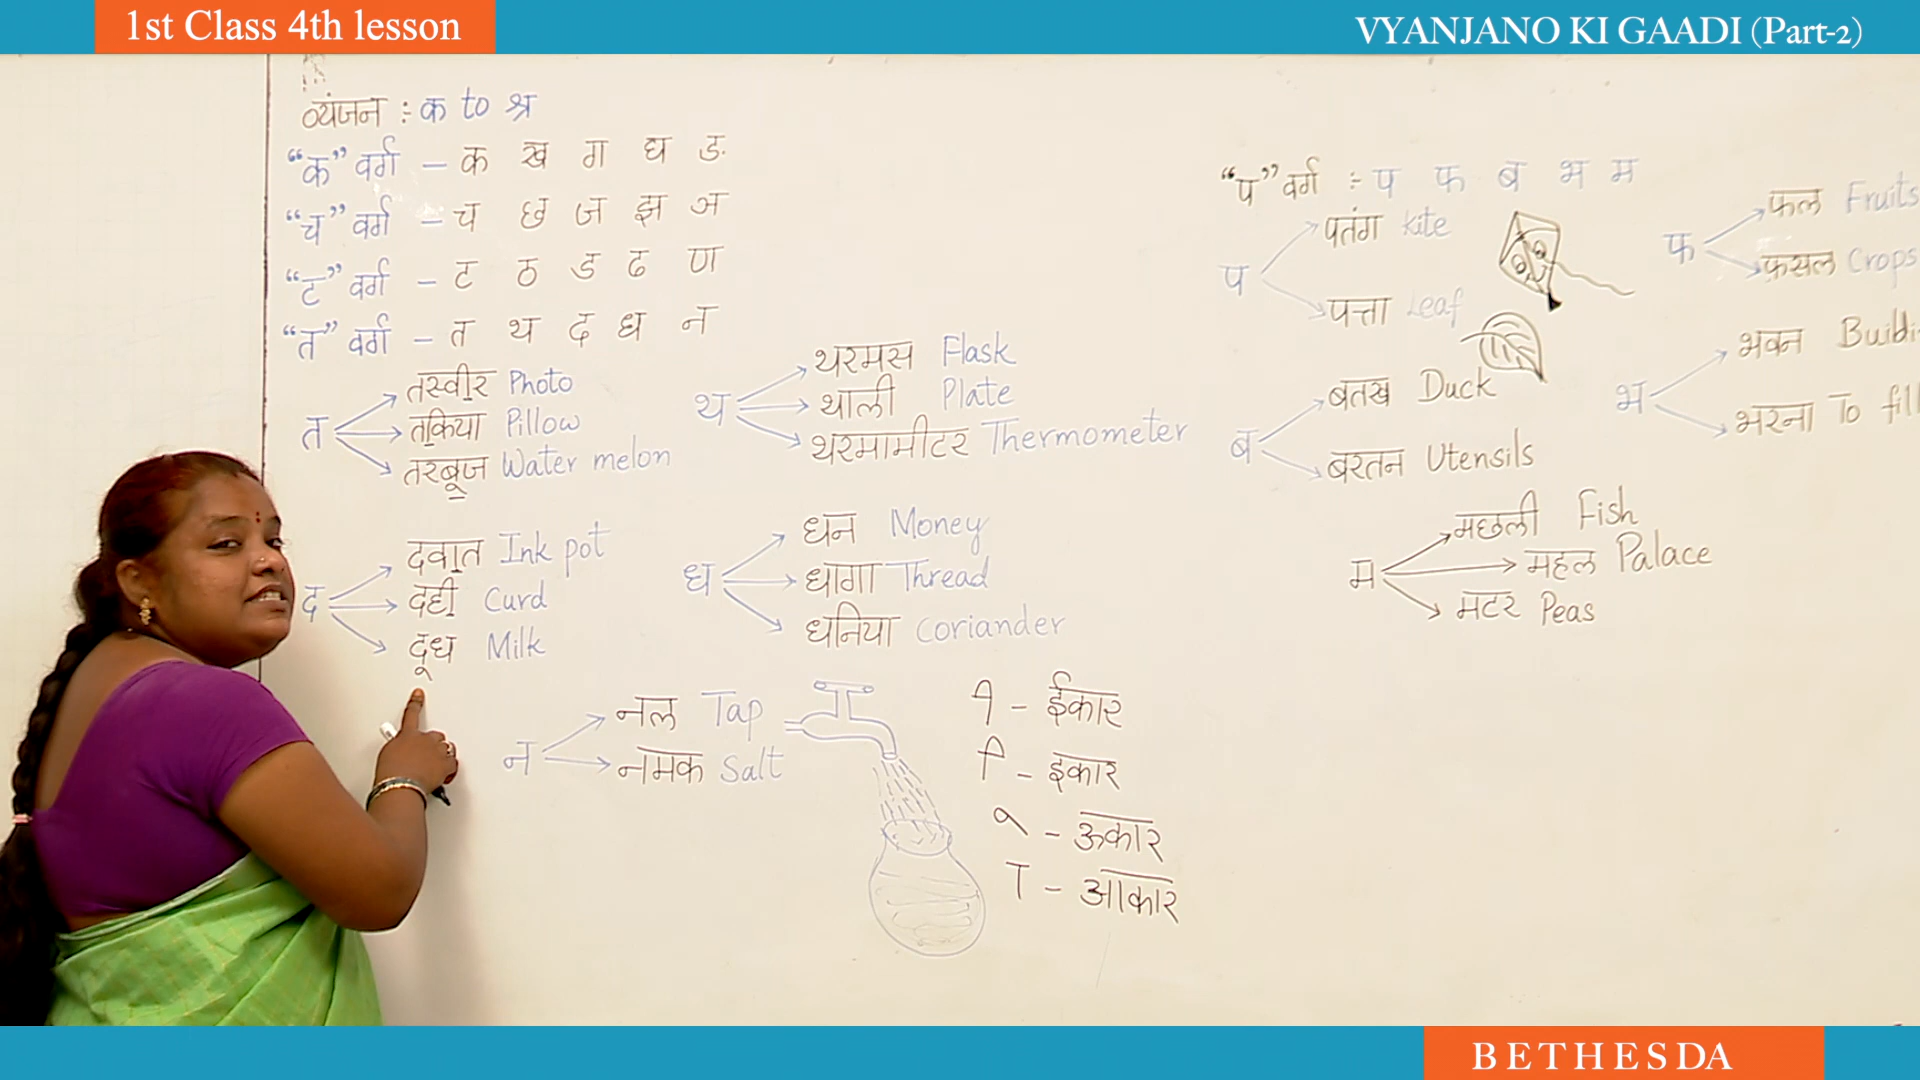 1st Class 4th lesson
VYANJANO KI GAADI (Part-2)
व्यंजन :- क to श्र
"क" वर्ग - क ख ग घ ङ
"च" वर्ग - च छ ज झ ञ
"ट" वर्ग - ट ठ ड ढ ण
"त" वर्ग - त थ द ध न
त
तस्वीर Photo
तकिया Pillow
तरबूज Water melon
थ
थरमस Flask
थाली Plate
थरमामीटर Thermometer
द
दवात Ink pot
दही Curd
दूध Milk
ध
धन Money
धागा Thread
धनिया Coriander
न
नल Tap
नमक Salt
ी - ईकार
ि - इकार
ू - ऊकार
ा - आकार
"प" वर्ग :- प फ ब भ म
प
पतंग Kite
पत्ता Leaf
फ
फल Fruits
फसल Crops
ब
बतख Duck
बरतन Utensils
भ
भवन Buildi
भरना To fill
म
मछली Fish
महल Palace
मटर Peas
BETHESDA